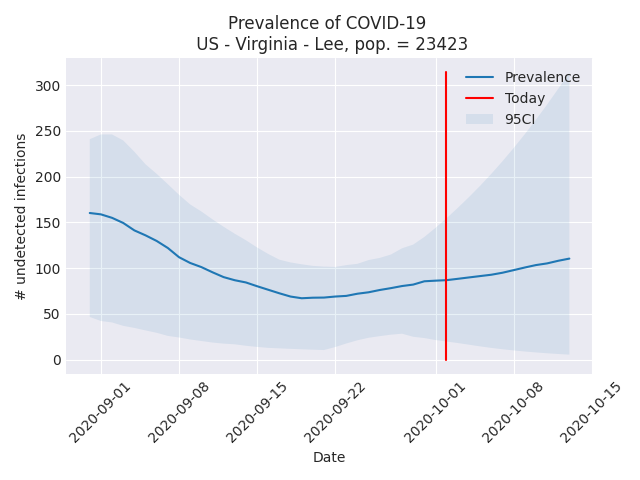 Prevalence of COVID-19
US - Virginia - Lee, pop. = 23423
# undetected infections
300
250
200
150
100
50
0
Prevalence
Today
95CI
2020-09-01
2020-09-08
2020-09-15
2020-09-22
2020-10-01
2020-10-08
2020-10-15
Date